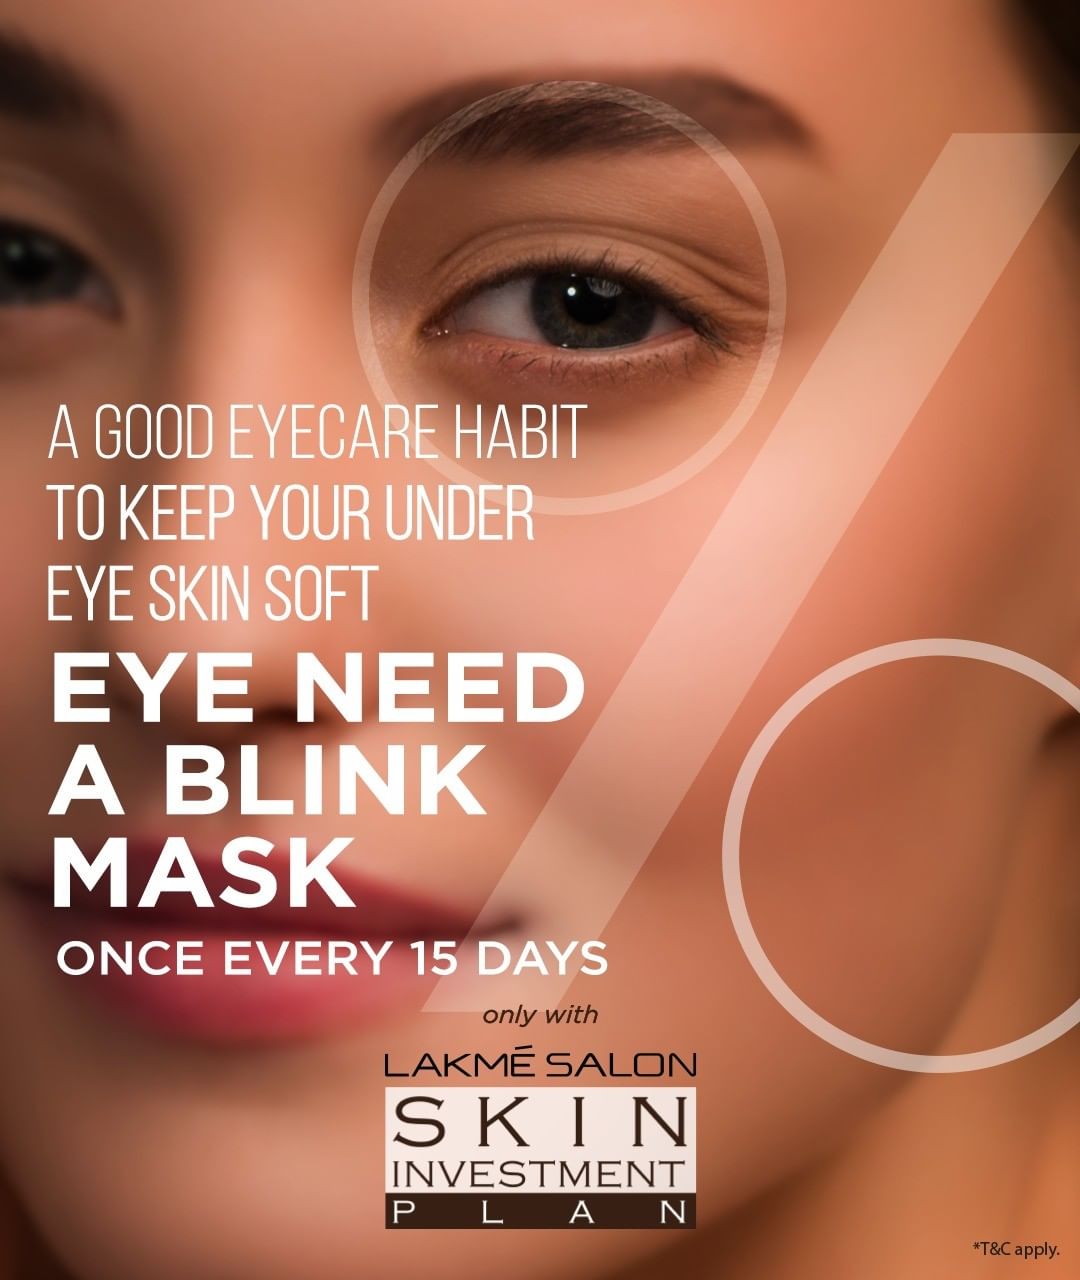 A GOOD EYECARE HABIT
TO KEEP YOUR UNDER
EYE SKIN SOFT
EYE NEED
A BLINK
MASK
ONCE EVERY 15 DAYS
only with
LAKMÉ SALON
SKIN
INVESTMENT
PLAN
*T&C apply.
%